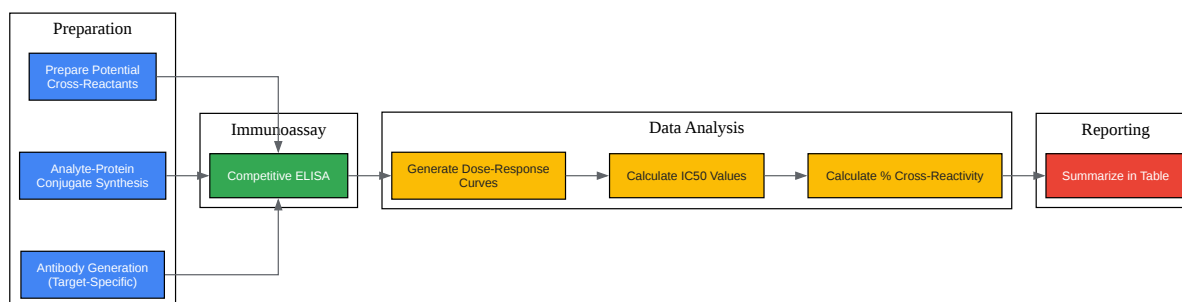 Preparation
Prepare Potential
Cross-Reactants
Analyte-Protein
Conjugate Synthesis
Antibody Generation
(Target-Specific)
Immunoassay
Competitive ELISA
Data Analysis
Generate Dose-Response
Curves
Calculate IC50 Values
Calculate % Cross-Reactivity
Reporting
Summarize in Table